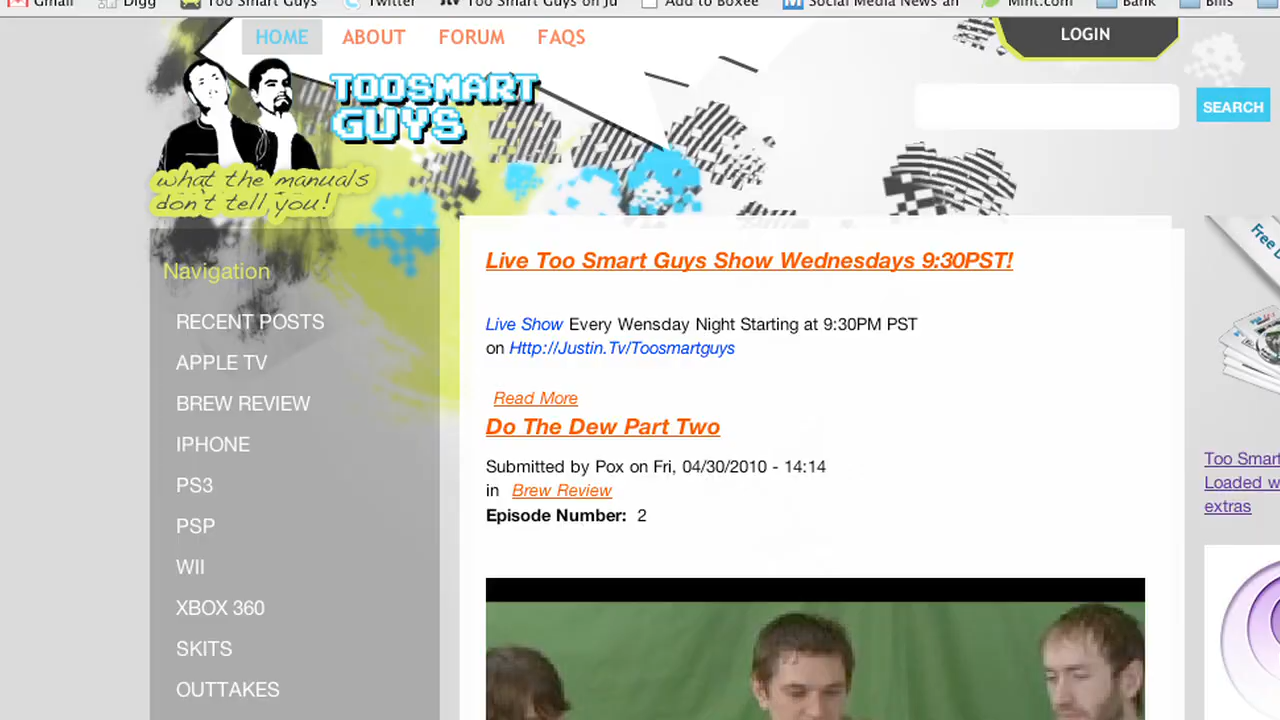 Gmail Digg Too Smart Guys Twitter Too Smart Guys on Ju Add to Boxee Social Media News an Mint.com Bank Bills
HOME ABOUT FORUM FAQS
LOGIN
TOOSMART
GUYS
SEARCH
what the manuals
don't tell you!
Navigation
RECENT POSTS
APPLE TV
BREW REVIEW
IPHONE
PS3
PSP
WII
XBOX 360
SKITS
OUTTAKES
Live Too Smart Guys Show Wednesdays 9:30PST!
Live Show Every Wensday Night Starting at 9:30PM PST
on Http://Justin.Tv/Toosmartguys
Read More
Do The Dew Part Two
Submitted by Pox on Fri, 04/30/2010 - 14:14
in Brew Review
Episode Number: 2
Free
Too Smart
Loaded w
extras